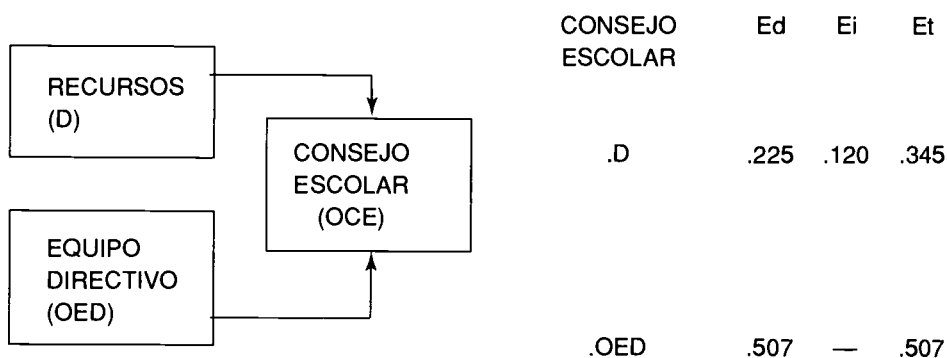 RECURSOS
(D)
CONSEJO
ESCOLAR
(OCE)
EQUIPO
DIRECTIVO
(OED)
CONSEJO Ed Ei Et
ESCOLAR
.D .225 .120 .345
.OED .507 — .507